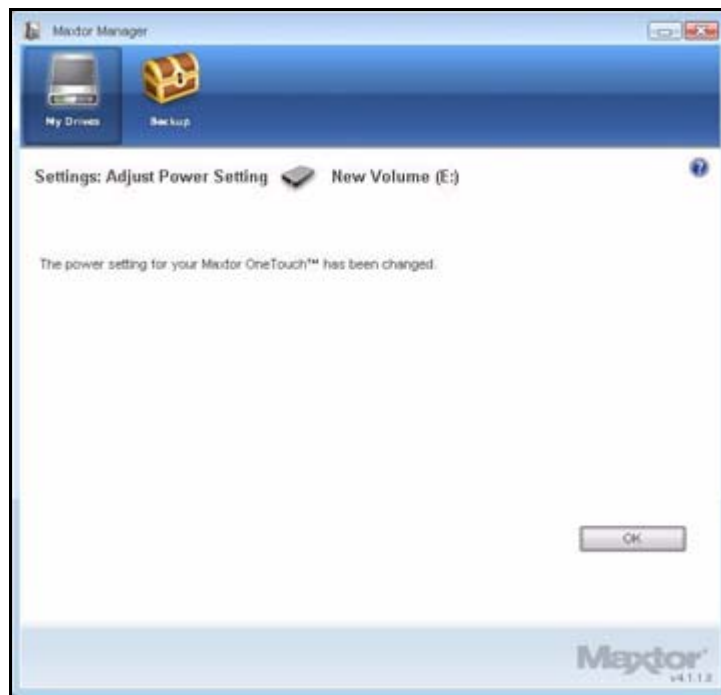 Maxtor Manager
My Drives
Backup
Settings: Adjust Power Setting
New Volume (E:)
?
The power setting for your Maxtor OneTouch™ has been changed.
OK
Maxtor